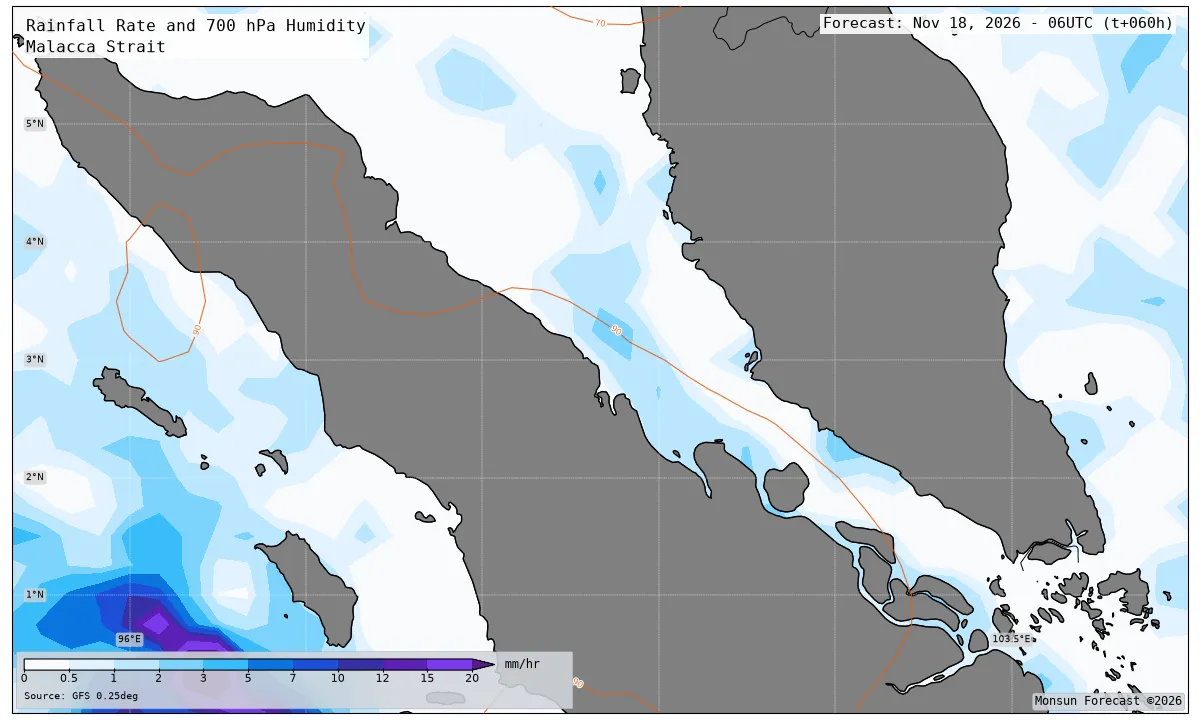 Rainfall Rate and 700 hPa Humidity
Malacca Strait
Forecast: Nov 18, 2026 - 06UTC (t+060h)
70
5°N
4°N
90
90
3°N
2°N
1°N
96°E
103.5°E
90
mm/hr
0 0.5 1 2 3 5 7 10 12 15 20
Source: GFS 0.25deg
Monsun Forecast ©2026